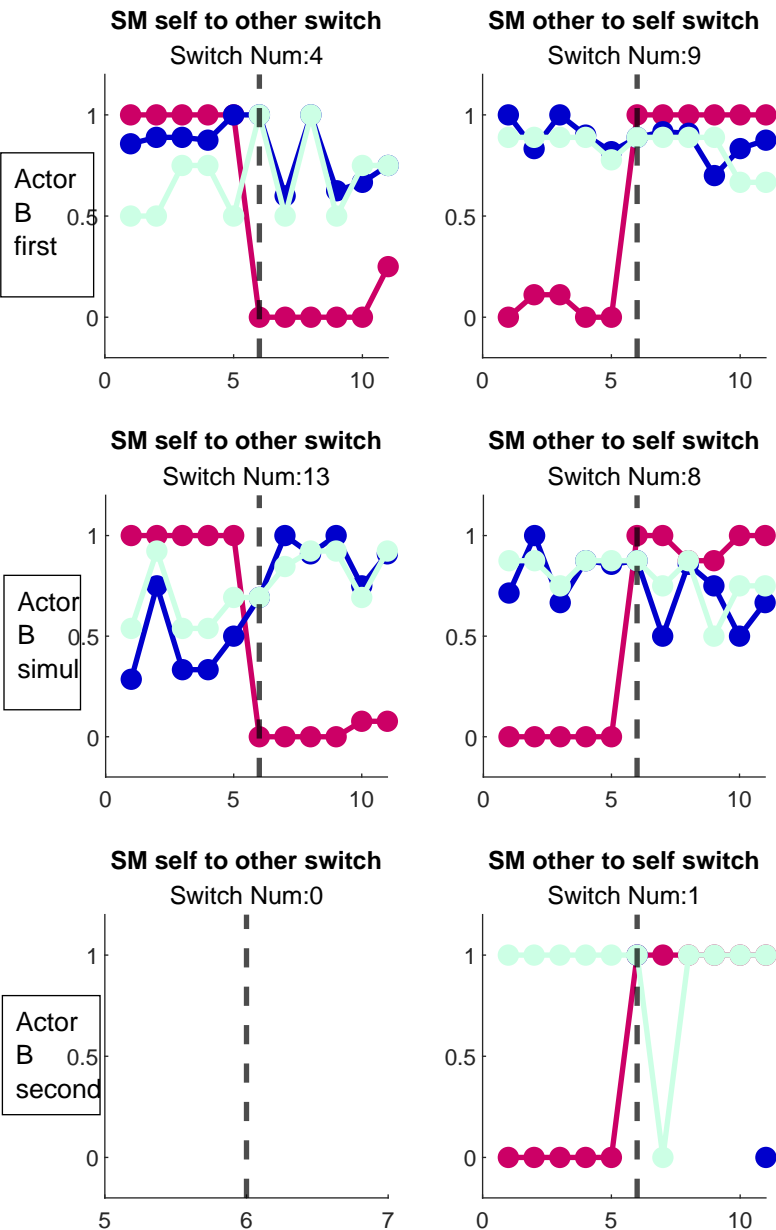 SM self to other switch
Switch Num:4
SM other to self switch
Switch Num:9
1
0.5
0
0
5
10
1
0.5
0
0
5
10
Actor
B
first
SM self to other switch
Switch Num:13
SM other to self switch
Switch Num:8
1
0.5
0
0
5
10
1
0.5
0
0
5
10
Actor
B
simul
SM self to other switch
Switch Num:0
SM other to self switch
Switch Num:1
1
0.5
0
5
6
7
1
0.5
0
0
5
10
Actor
B
second